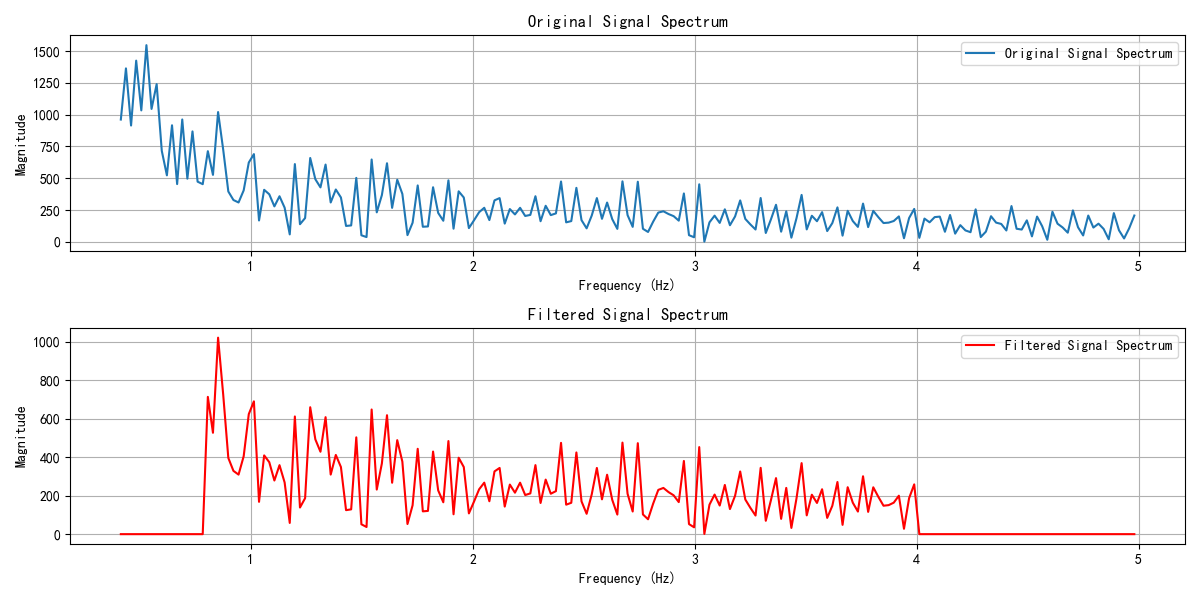 Original Signal Spectrum
Original Signal Spectrum
Magnitude
1500
1250
1000
750
500
250
0
1 2 3 4 5
Frequency (Hz)
Filtered Signal Spectrum
Filtered Signal Spectrum
Magnitude
1000
800
600
400
200
0
1 2 3 4 5
Frequency (Hz)